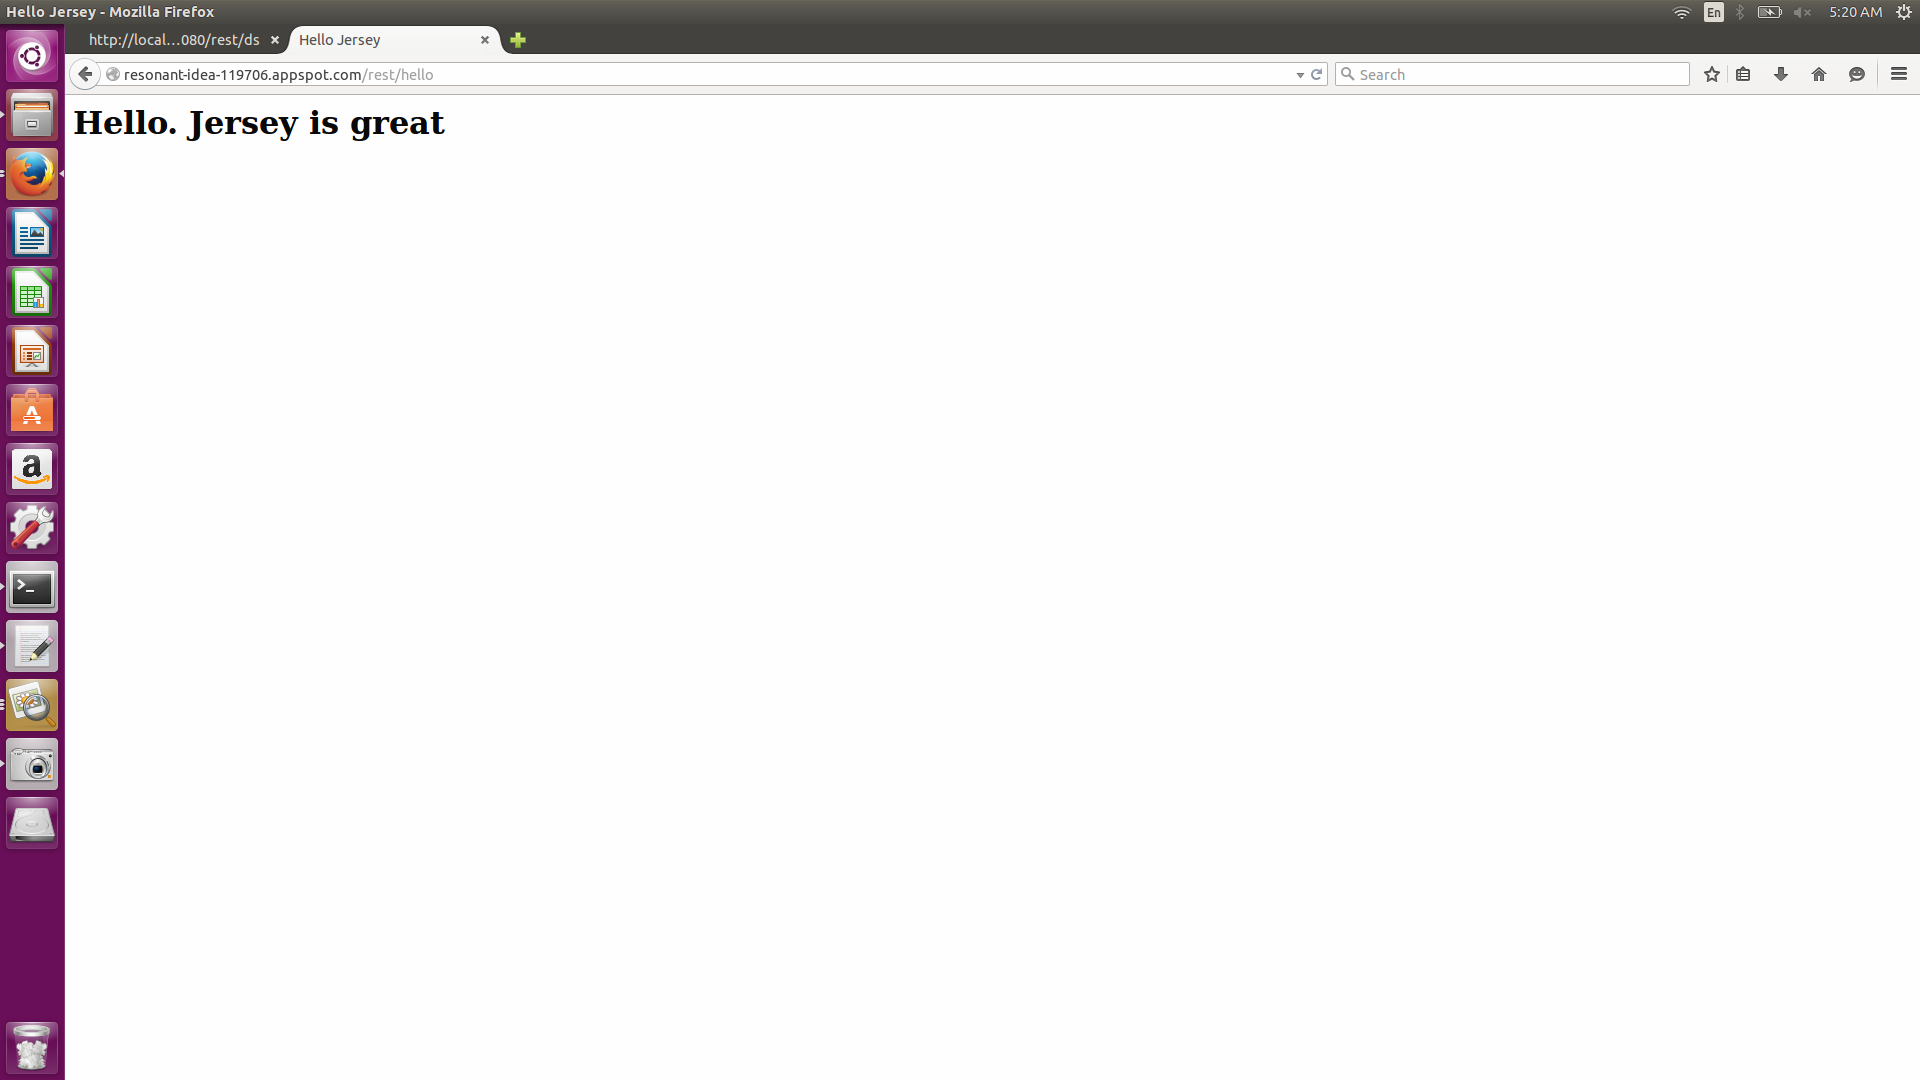 Hello Jersey - Mozilla Firefox
En
5:20 AM
http://local...080/rest/ds
Hello Jersey
resonant-idea-119706.appspot.com/rest/hello
Search
Hello. Jersey is great